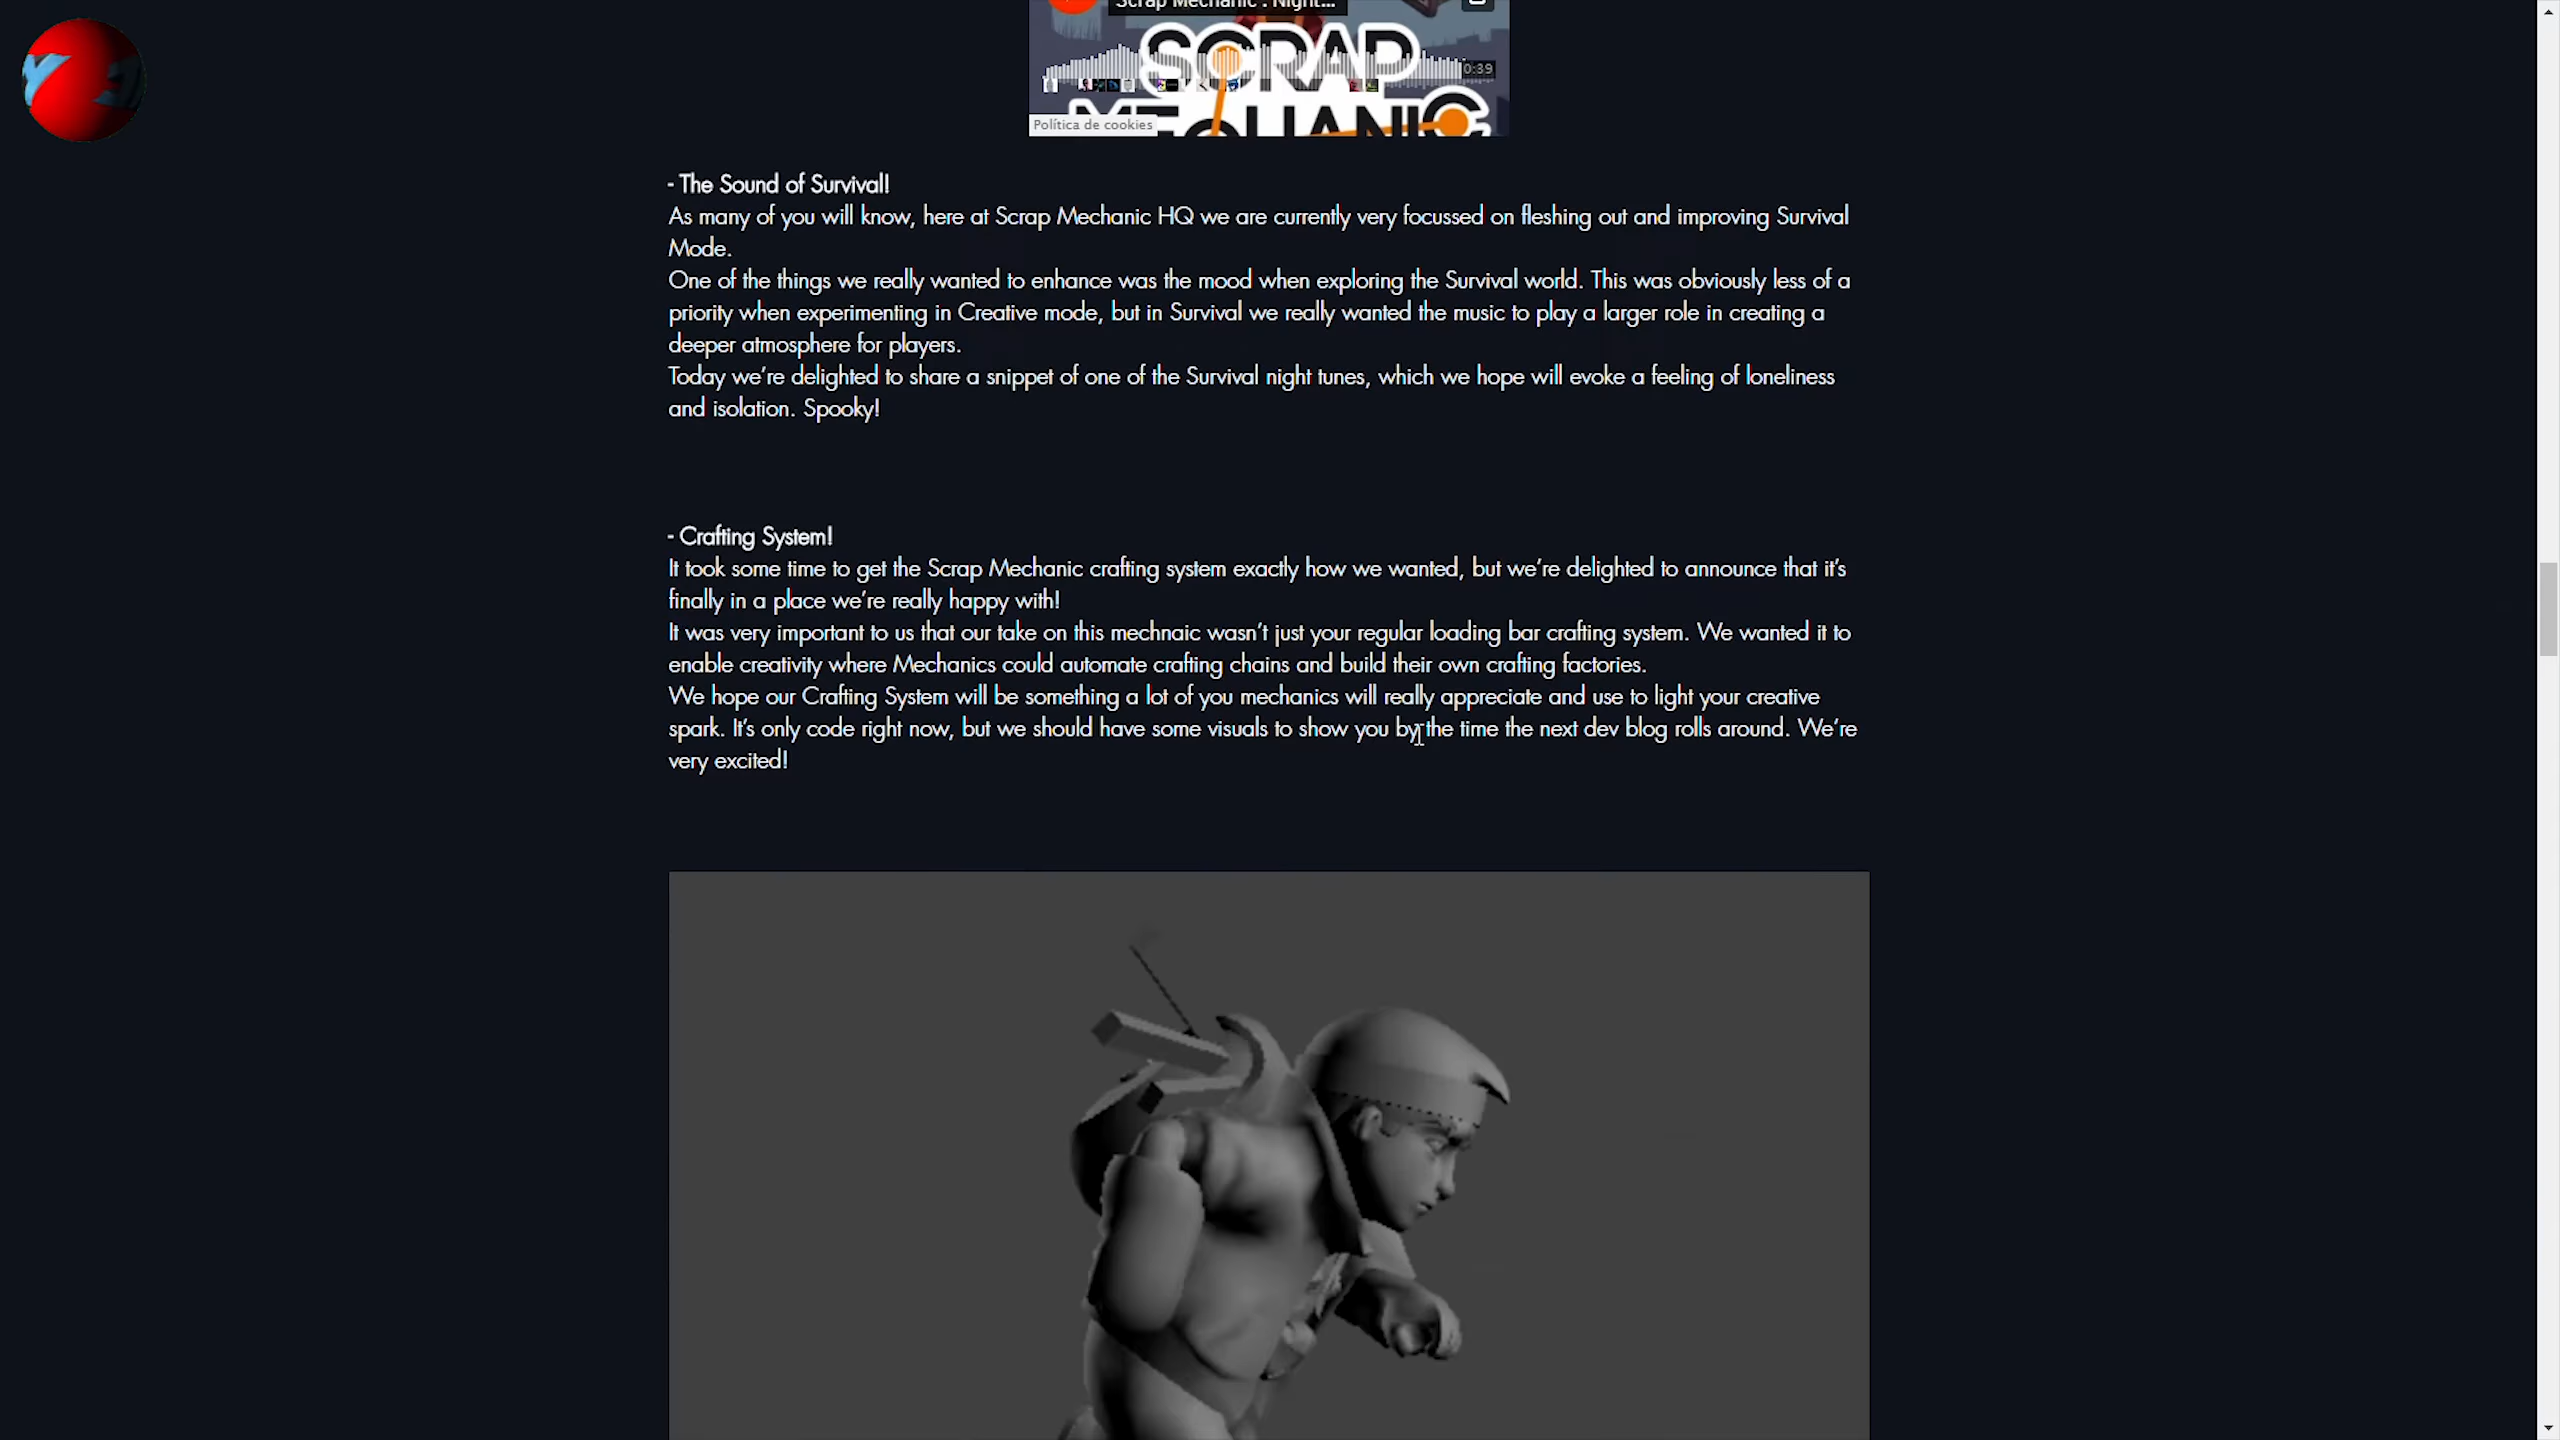 Scrap Mechanic : Night...
SCRAP
0:39
MECHANIC
Política de cookies
- The Sound of Survival!
As many of you will know, here at Scrap Mechanic HQ we are currently very focussed on fleshing out and improving Survival
Mode.
One of the things we really wanted to enhance was the mood when exploring the Survival world. This was obviously less of a
priority when experimenting in Creative mode, but in Survival we really wanted the music to play a larger role in creating a
deeper atmosphere for players.
Today we’re delighted to share a snippet of one of the Survival night tunes, which we hope will evoke a feeling of loneliness
and isolation. Spooky!
- Crafting System!
It took some time to get the Scrap Mechanic crafting system exactly how we wanted, but we’re delighted to announce that it’s
finally in a place we’re really happy with!
It was very important to us that our take on this mechnaic wasn’t just your regular loading bar crafting system. We wanted it to
enable creativity where Mechanics could automate crafting chains and build their own crafting factories.
We hope our Crafting System will be something a lot of you mechanics will really appreciate and use to light your creative
spark. It’s only code right now, but we should have some visuals to show you by the time the next dev blog rolls around. We’re
very excited!